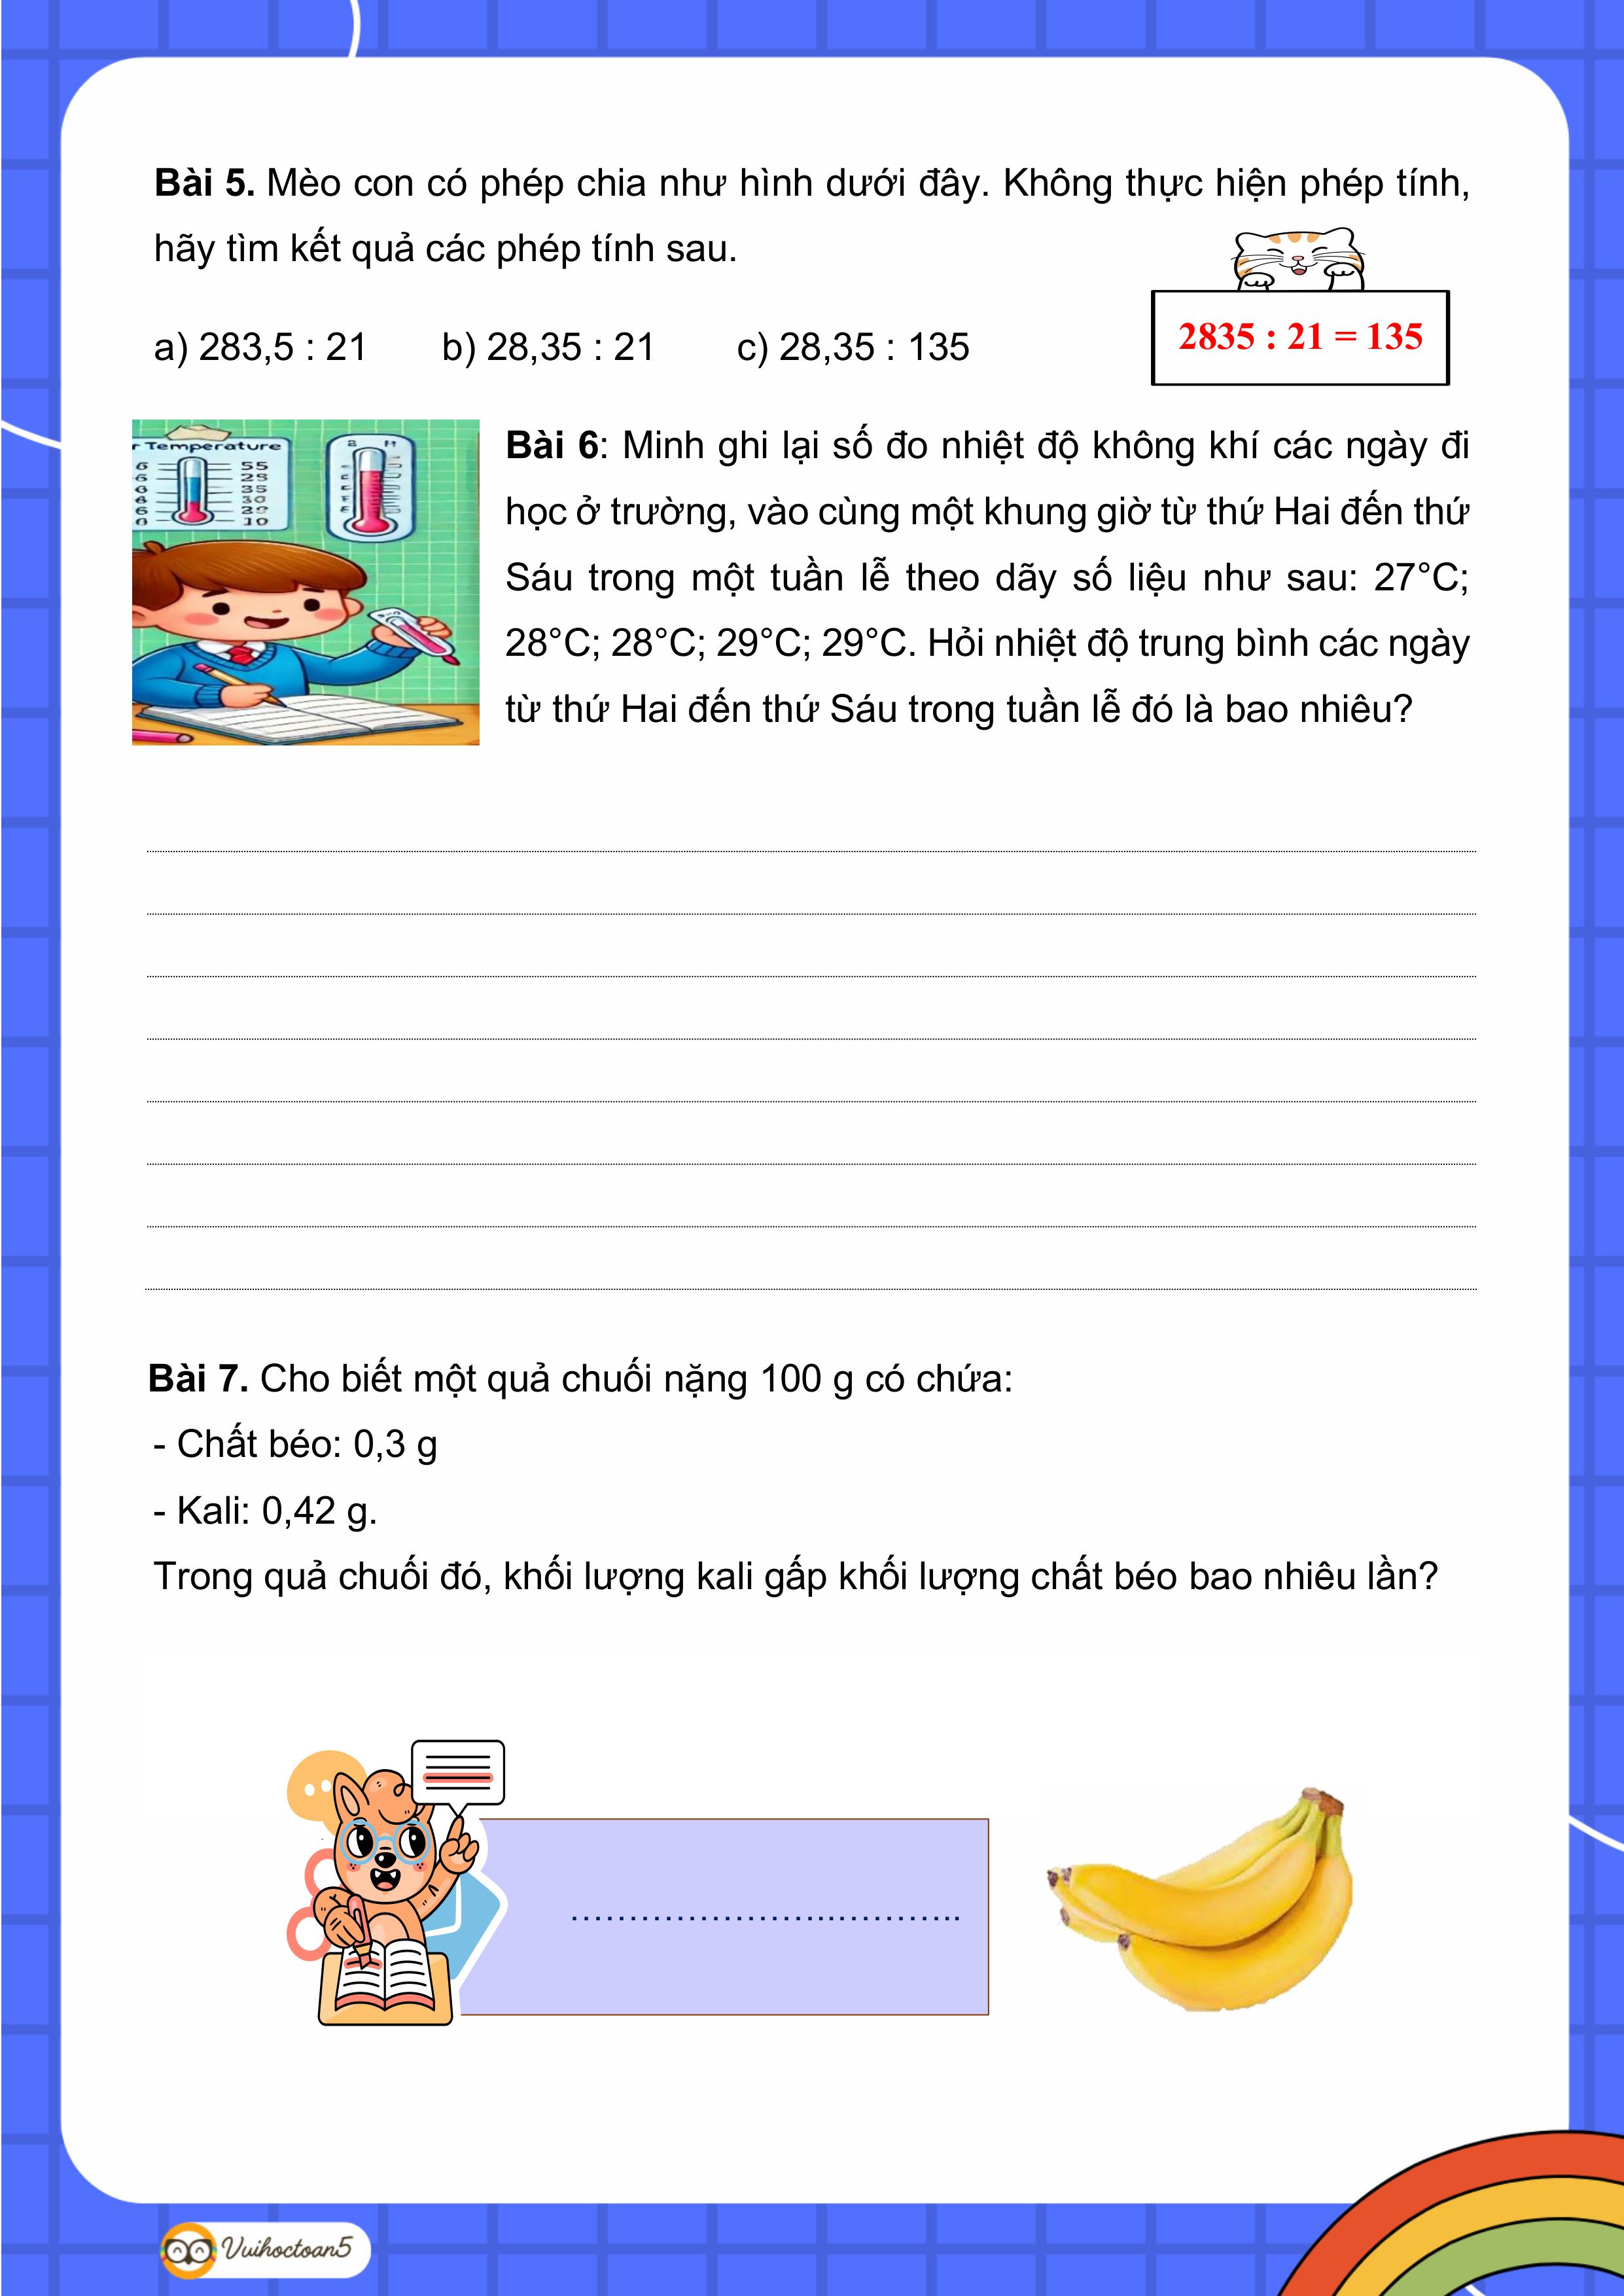 Bài 5. Mèo con có phép chia như hình dưới đây. Không thực hiện phép tính,
hãy tìm kết quả các phép tính sau.
2835 : 21 = 135
a) 283,5 : 21 b) 28,35 : 21 c) 28,35 : 135
Temperature
55
Bài 6: Minh ghi lại số đo nhiệt độ không khí các ngày đi
học ở trường, vào cùng một khung giờ từ thứ Hai đến thứ
Sáu trong một tuần lễ theo dãy số liệu như sau: 27°C;
28°C; 28°C; 29°C; 29°C. Hỏi nhiệt độ trung bình các ngày
từ thứ Hai đến thứ Sáu trong tuần lễ đó là bao nhiêu?
Bài 7. Cho biết một quả chuối nặng 100 g có chứa:
- Chất béo: 0,3 g
- Kali: 0,42 g.
Trong quả chuối đó, khối lượng kali gấp khối lượng chất béo bao nhiêu lần?
Vuihoctoan5